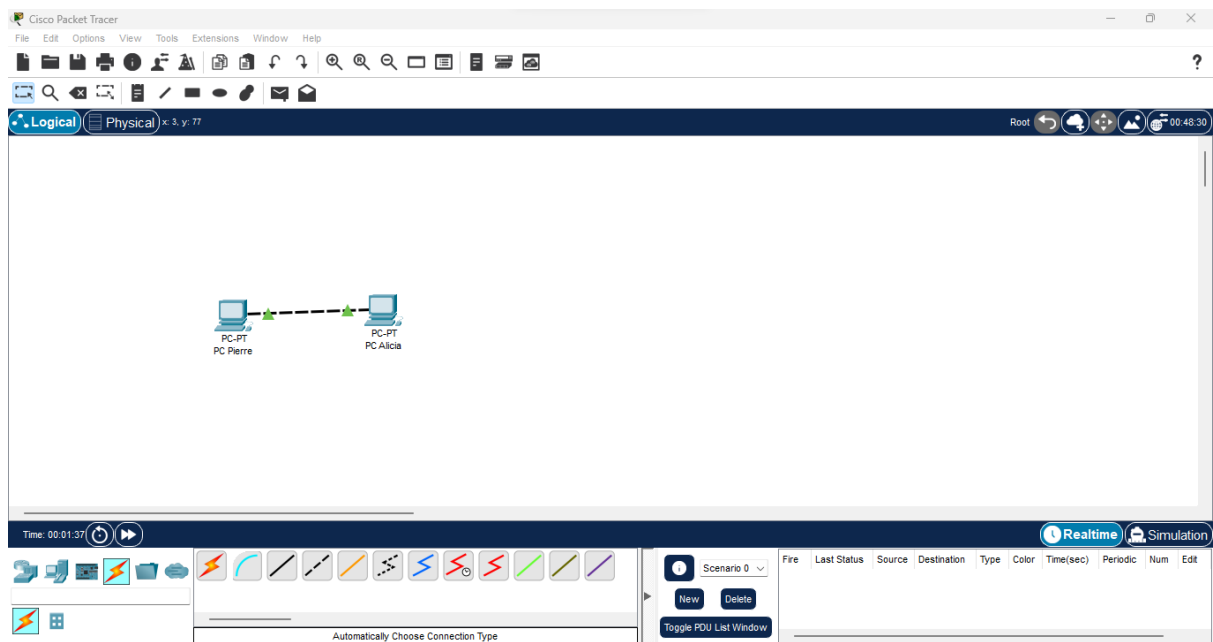 Cisco Packet Tracer
File Edit Options View Tools Extensions Window Help
?
Logical Physical x: 3, y: 77 Root 00:48:30
PC-PT
PC Pierre
PC-PT
PC Alicia
Time: 00:01:37 Realtime Simulation
Scenario 0 Fire Last Status Source Destination Type Color Time(sec) Periodic Num Edit
New Delete
Toggle PDU List Window
Automatically Choose Connection Type